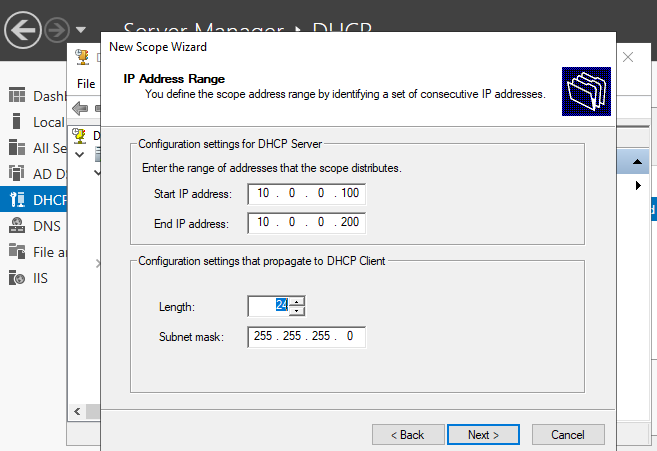 Server Manager ‣ DHCP
New Scope Wizard
IP Address Range
You define the scope address range by identifying a set of consecutive IP addresses.
File
Dashb
Local
All Se
AD D
DHCP
DNS
File a
IIS
D
Configuration settings for DHCP Server
Enter the range of addresses that the scope distributes.
Start IP address: 10 . 0 . 0 . 100
End IP address: 10 . 0 . 0 . 200
Configuration settings that propagate to DHCP Client
Length: 24
Subnet mask: 255 . 255 . 255 . 0
< Back Next > Cancel